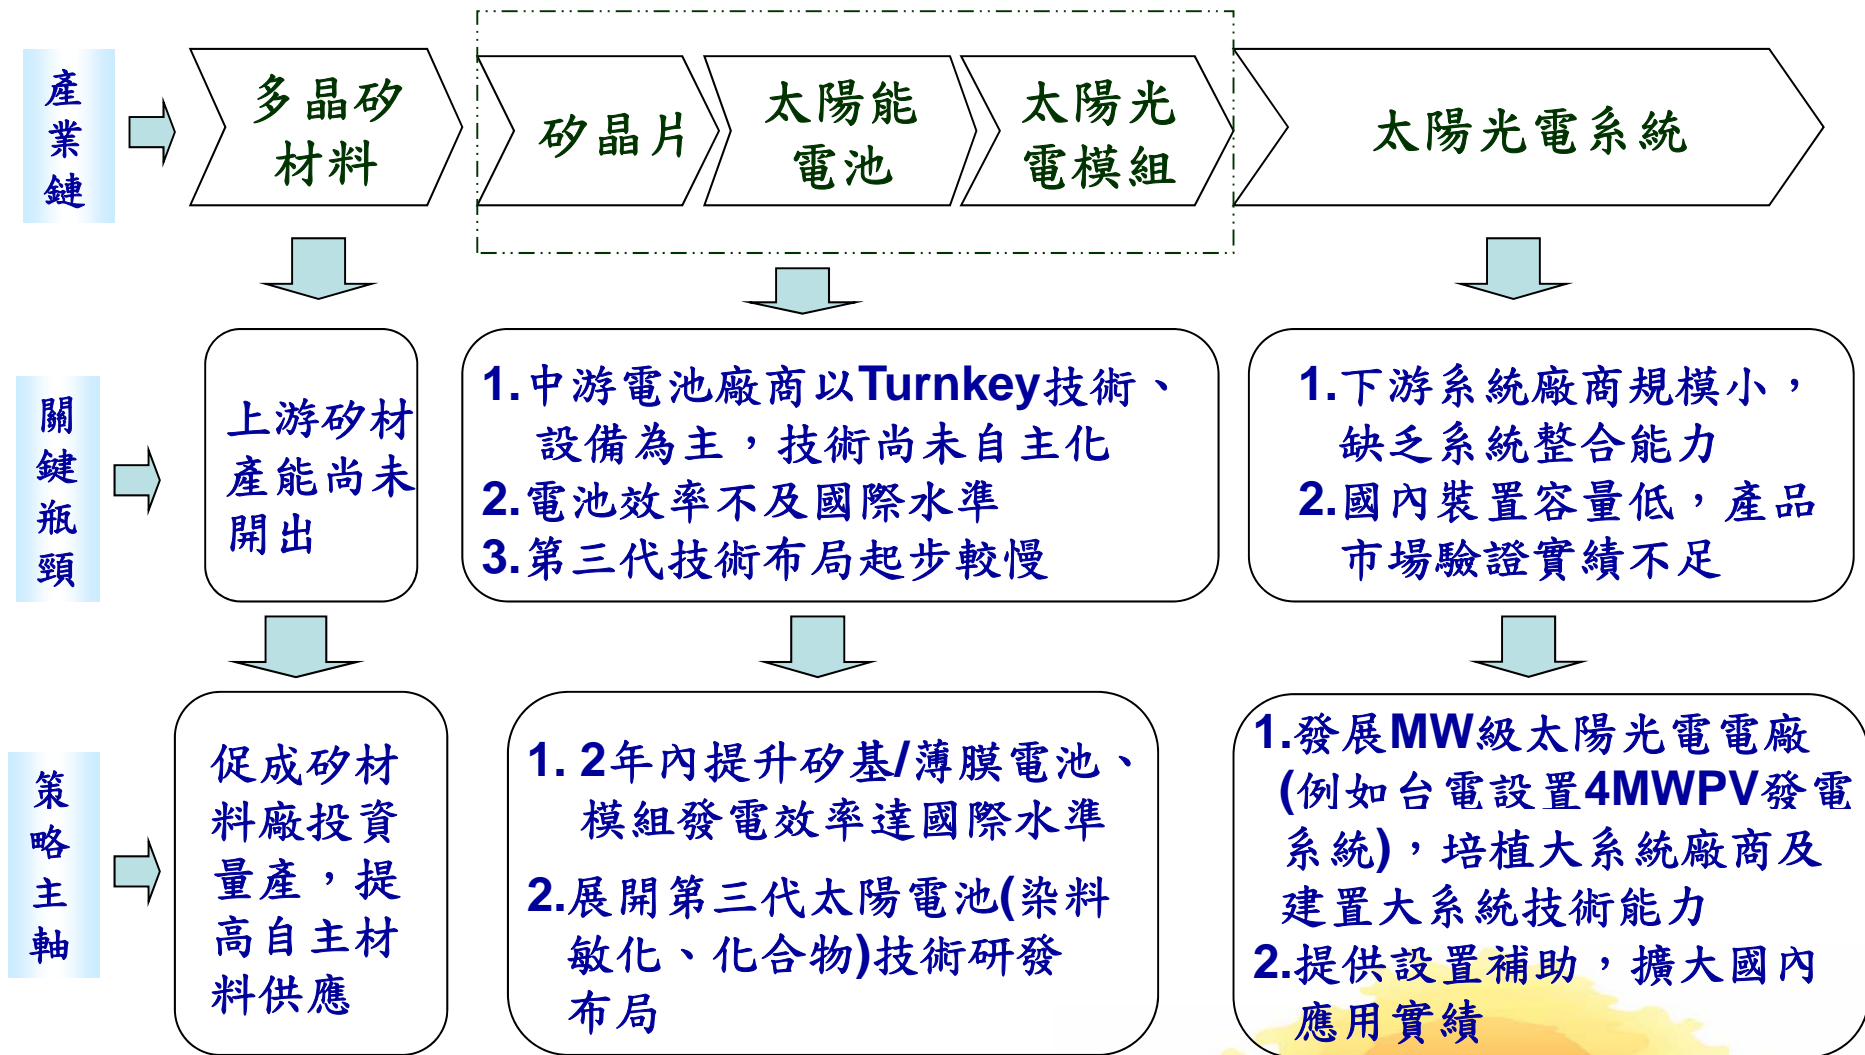 產業鏈
多晶矽
材料
矽晶片
太陽能
電池
太陽光
電模組
太陽光電系統
關鍵瓶頸
上游矽材
產能尚未
開出
1.中游電池廠商以Turnkey技術、
設備為主，技術尚未自主化
2.電池效率不及國際水準
3.第三代技術布局起步較慢
1.下游系統廠商規模小，
缺乏系統整合能力
2.國內裝置容量低，產品
市場驗證實績不足
策略主軸
促成矽材
料廠投資
量產，提
高自主材
料供應
1. 2年內提升矽基/薄膜電池、
模組發電效率達國際水準
2.展開第三代太陽電池(染料
敏化、化合物)技術研發
布局
1.發展MW級太陽光電電廠
(例如台電設置4MWPV發電
系統)，培植大系統廠商及
建置大系統技術能力
2.提供設置補助，擴大國內
應用實績